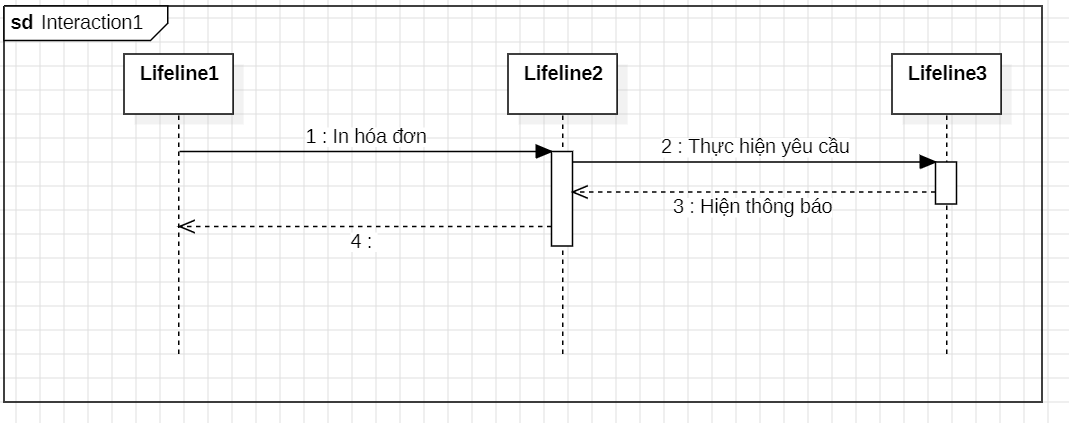 sd Interaction1
Lifeline1
Lifeline2
Lifeline3
1 : In hóa đơn
2 : Thực hiện yêu cầu
3 : Hiện thông báo
4 :